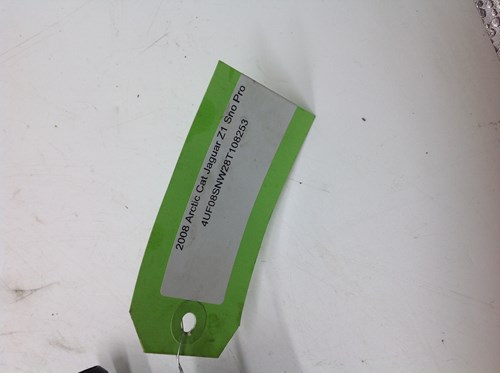 2008 Arctic Cat Jaguar Z1 Sno Pro
4UF08SNW28T108253